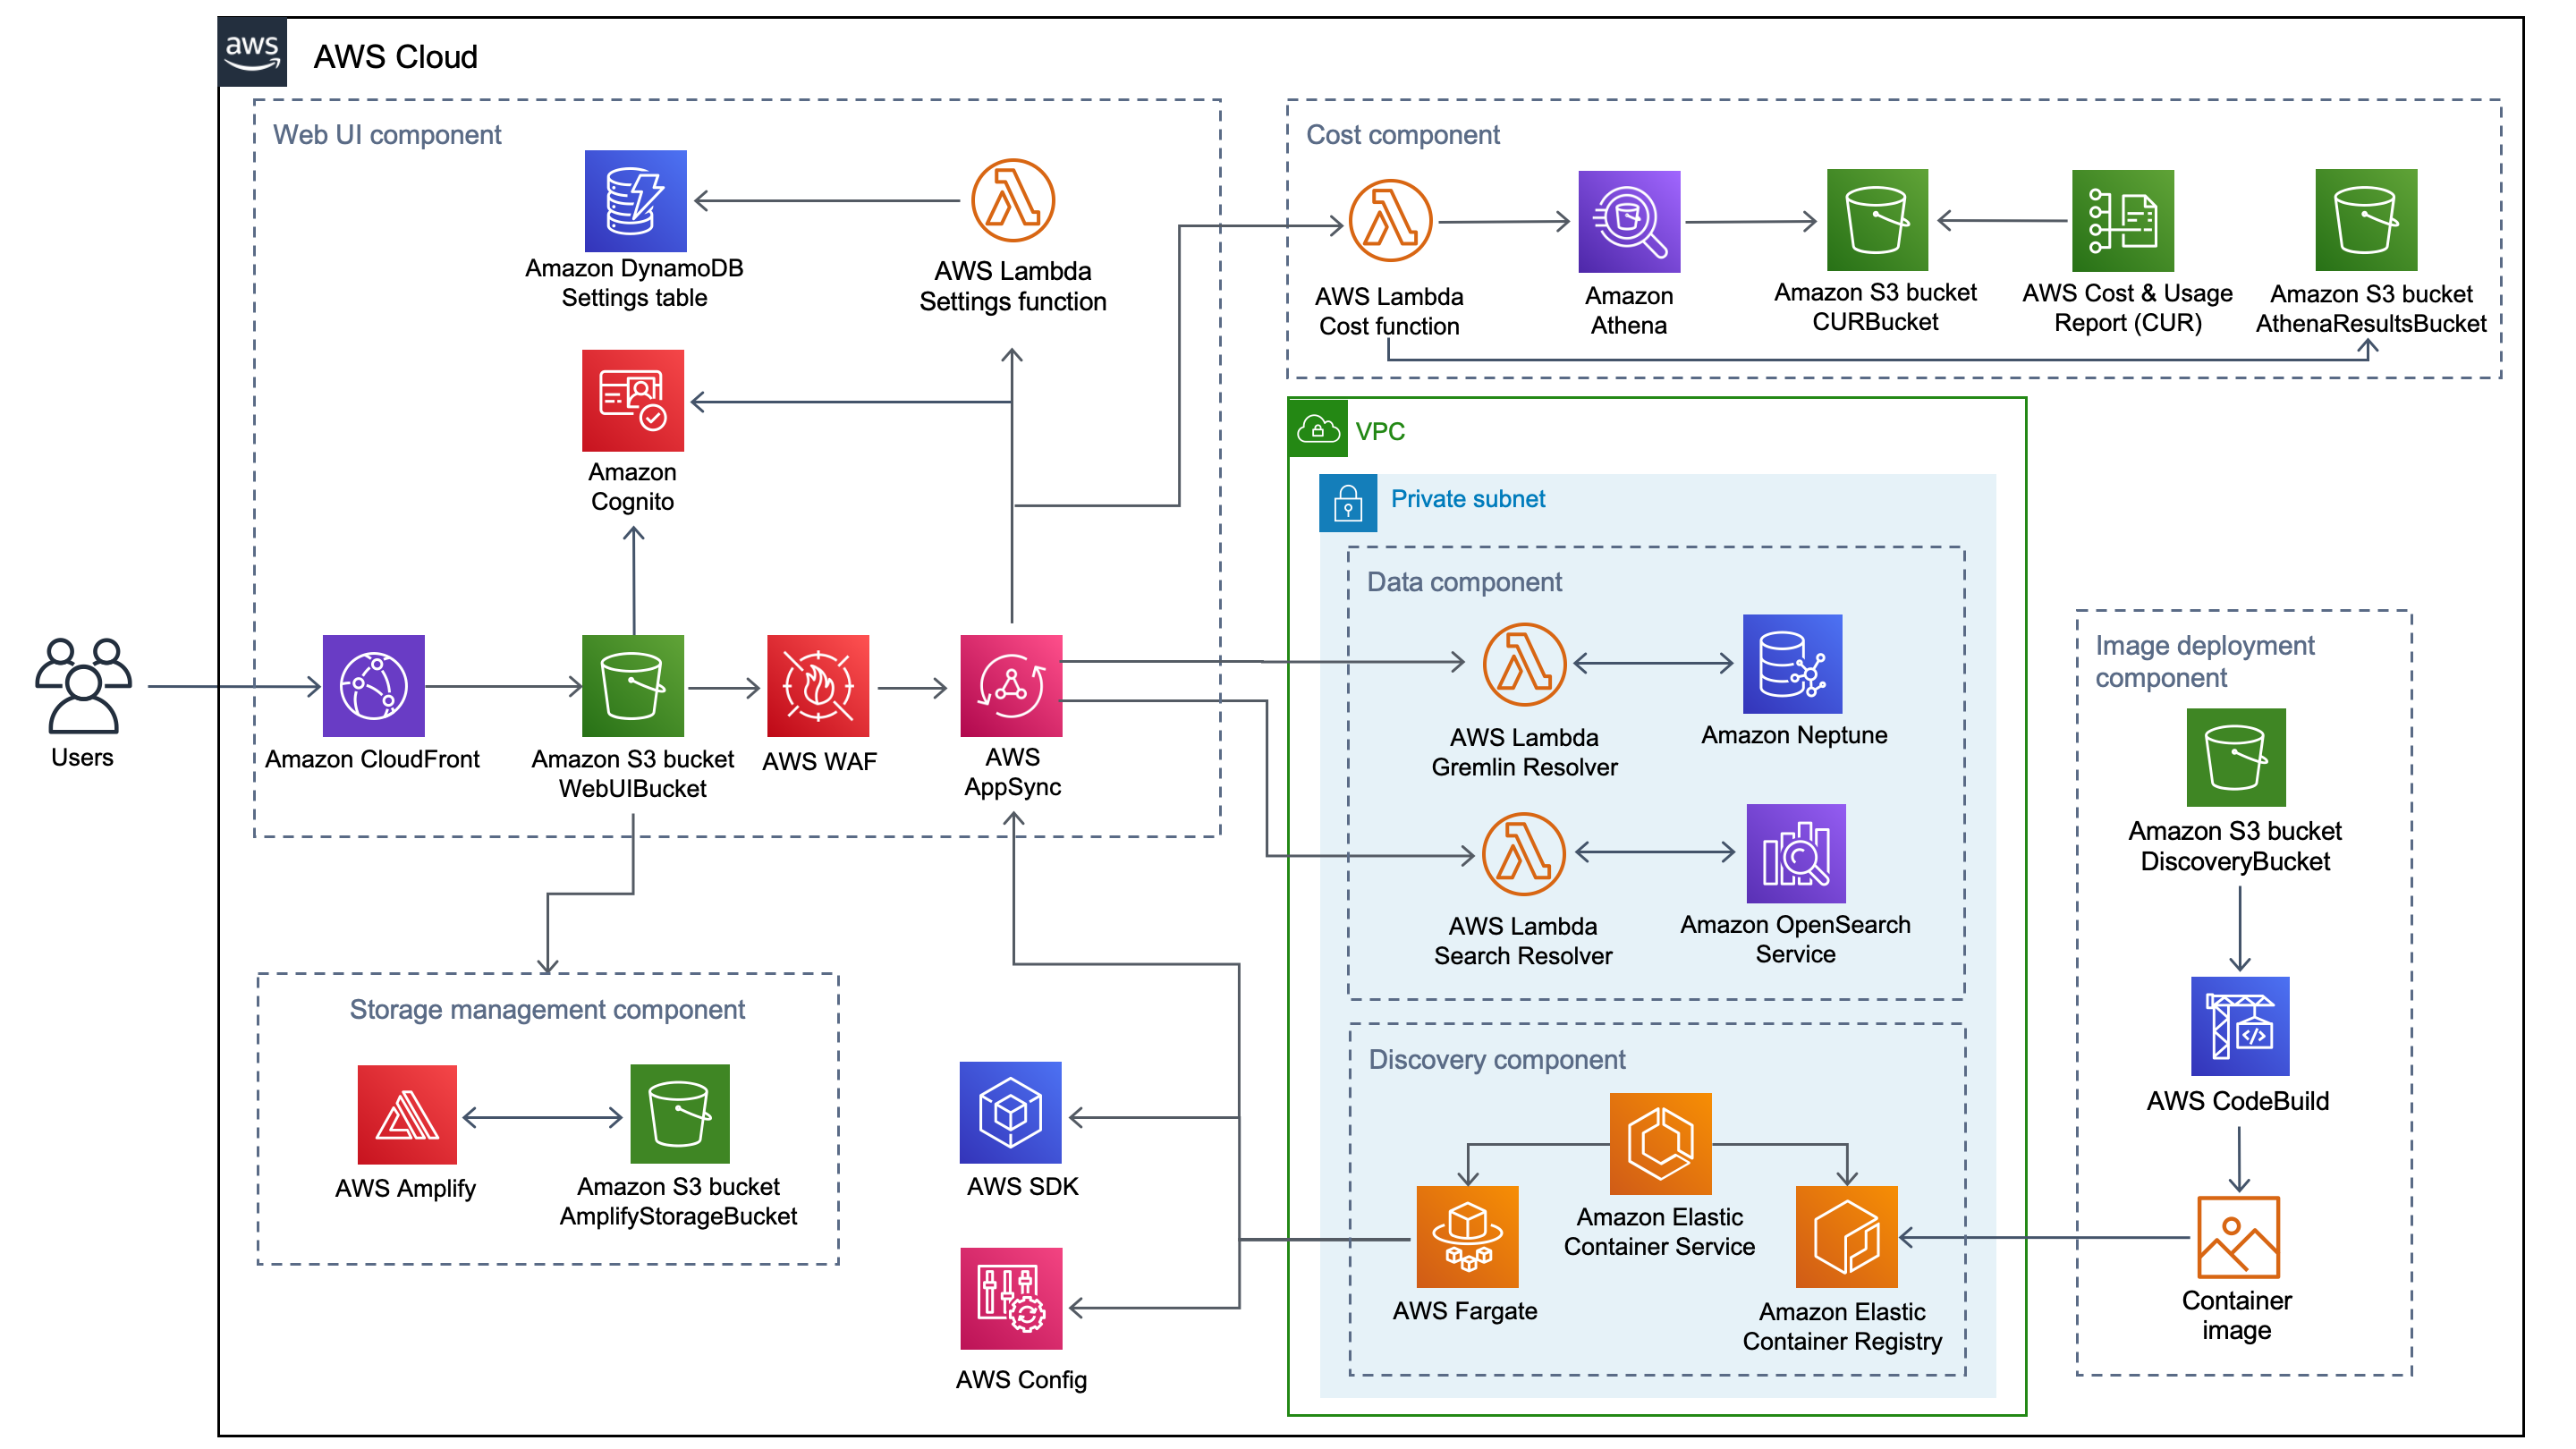 aws
AWS Cloud
Web UI component
Amazon DynamoDB
Settings table
AWS Lambda
Settings function
Amazon
Cognito
Users
Amazon CloudFront
Amazon S3 bucket
WebUIBucket
AWS WAF
AWS
AppSync
Cost component
AWS Lambda
Cost function
Amazon
Athena
Amazon S3 bucket
CURBucket
AWS Cost & Usage
Report (CUR)
Amazon S3 bucket
AthenaResultsBucket
VPC
Private subnet
Data component
AWS Lambda
Gremlin Resolver
Amazon Neptune
AWS Lambda
Search Resolver
Amazon OpenSearch
Service
Image deployment
component
Amazon S3 bucket
DiscoveryBucket
</>
AWS CodeBuild
Container
image
Storage management component
AWS Amplify
Amazon S3 bucket
AmplifyStorageBucket
AWS SDK
AWS Config
Discovery component
Amazon Elastic
Container Service
AWS Fargate
Amazon Elastic
Container Registry